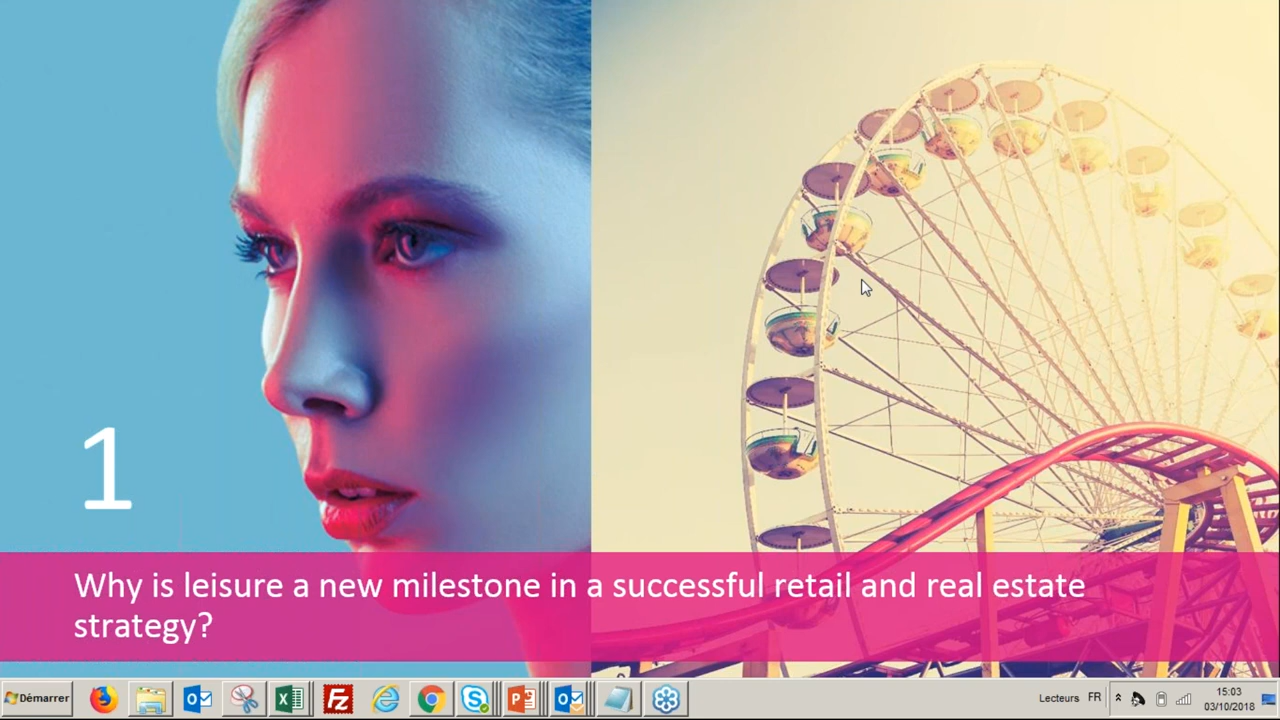 1
Why is leisure a new milestone in a successful retail and real estate
strategy?
Démarrer
Lecteurs FR
15:03
03/10/2018